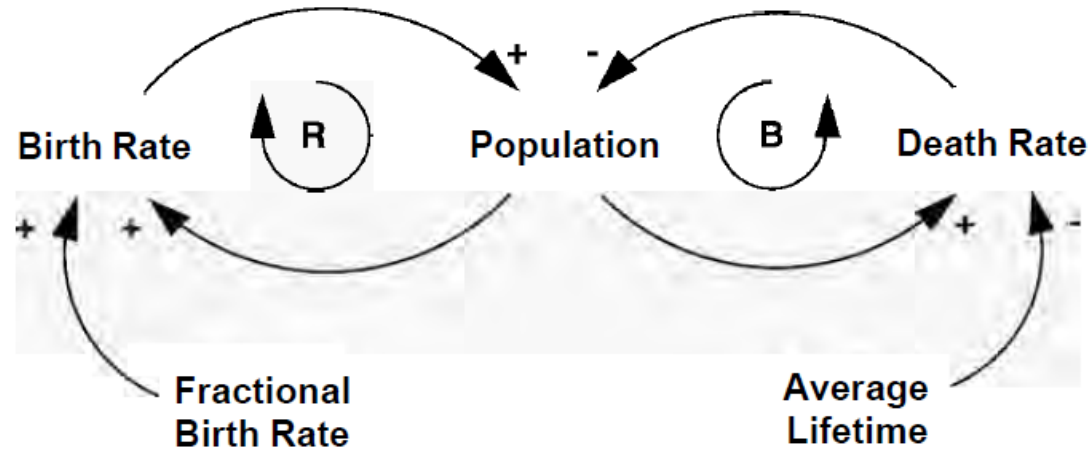 + -
Birth Rate R Population B Death Rate
+ + + -
Fractional
Birth Rate
Average
Lifetime